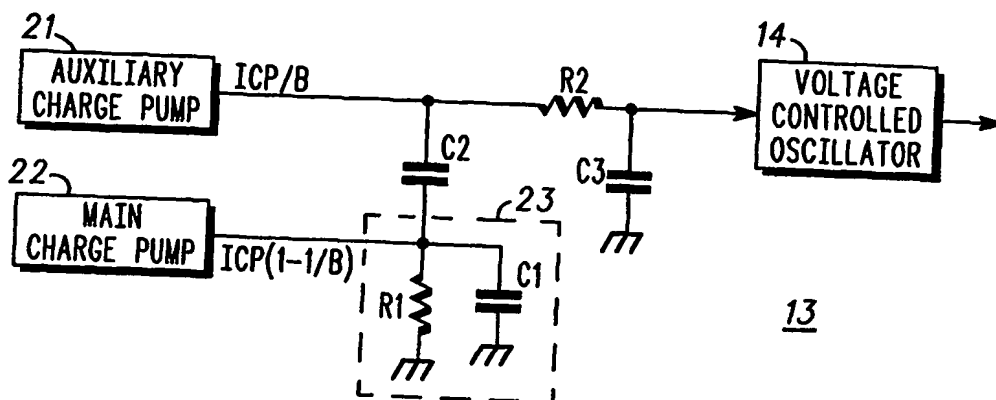 21
AUXILIARY
CHARGE PUMP
ICP/B
R2
14
VOLTAGE
CONTROLLED
OSCILLATOR
C2
C3
22
MAIN
CHARGE PUMP
ICP(1-1/B)
23
R1
C1
13